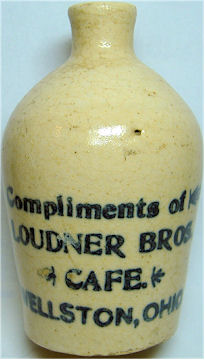 Compliments of
LOUDNER BROS.
CAFE.
WELLSTON, OHIO